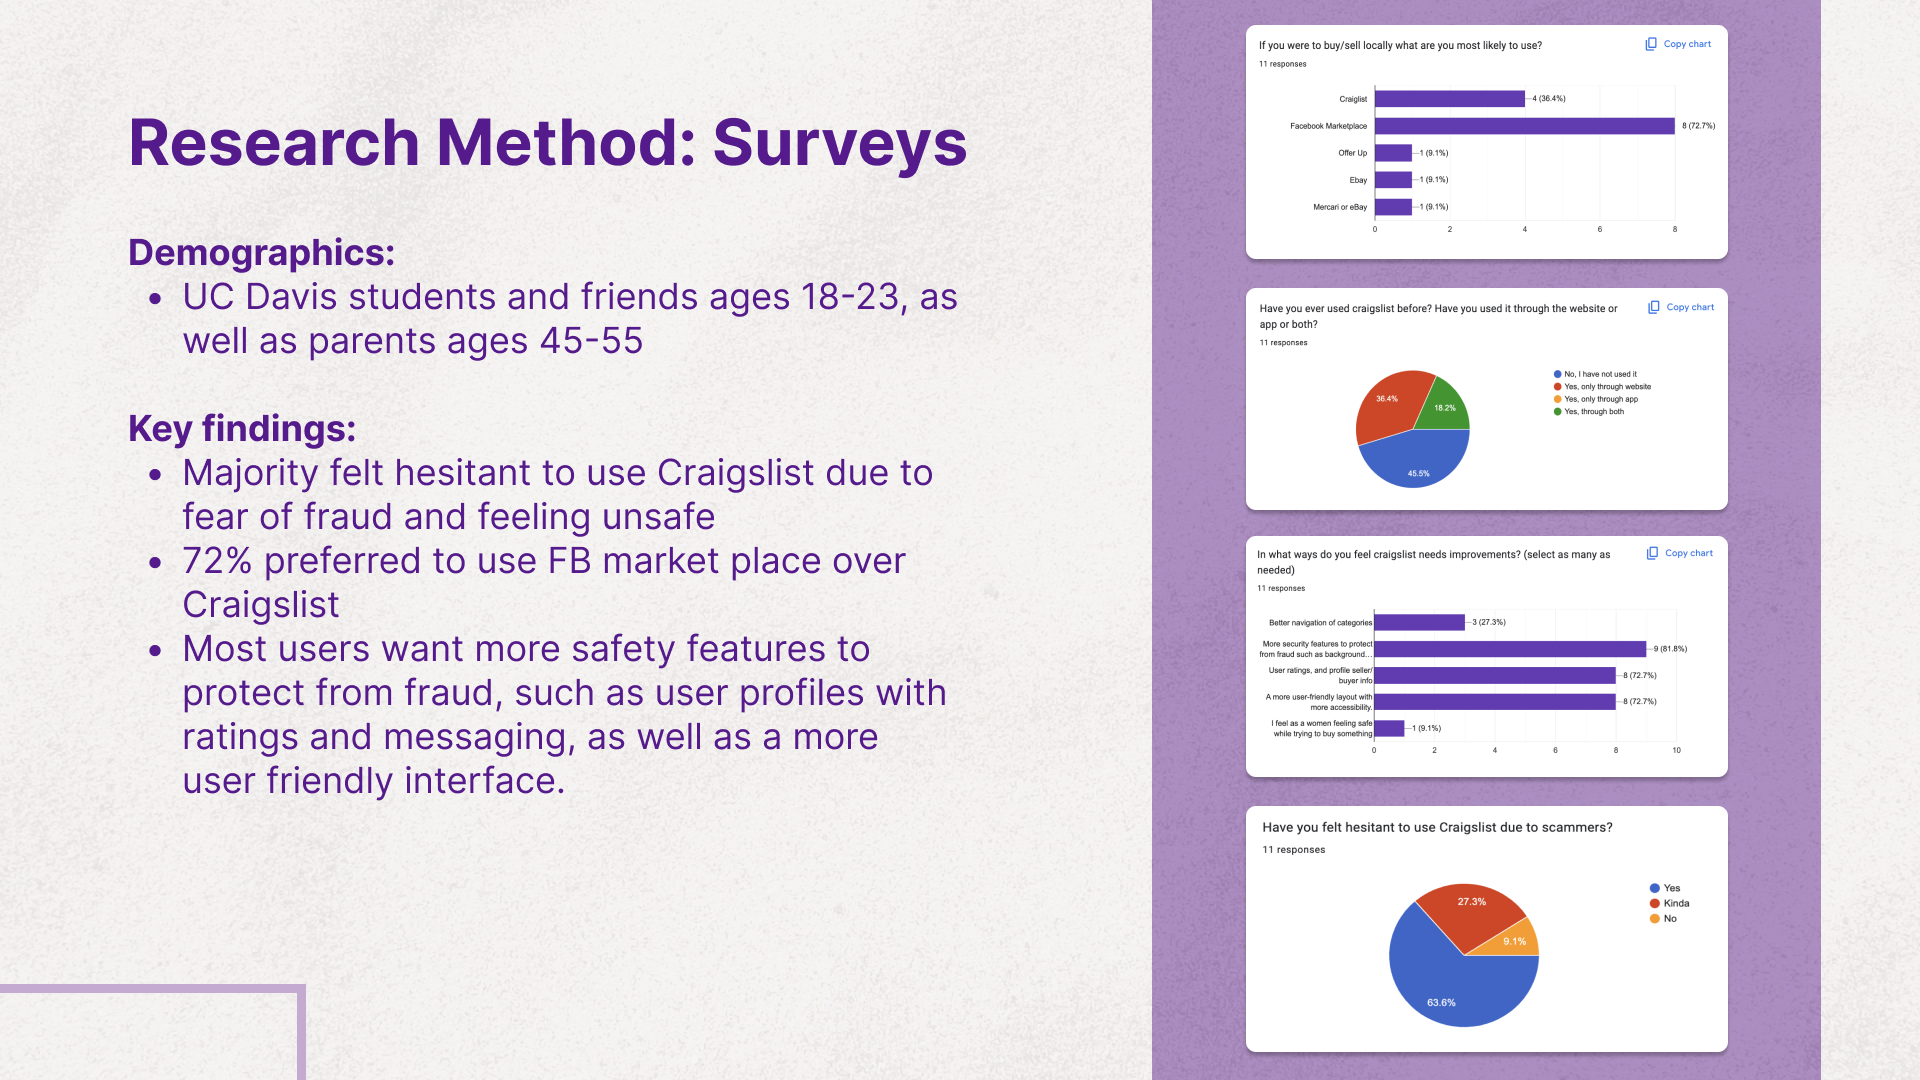 Research Method: Surveys
Demographics:
• UC Davis students and friends ages 18-23, as
well as parents ages 45-55
Key findings:
• Majority felt hesitant to use Craigslist due to
fear of fraud and feeling unsafe
• 72% preferred to use FB market place over
Craigslist
• Most users want more safety features to
protect from fraud, such as user profiles with
ratings and messaging, as well as a more
user friendly interface.
If you were to buy/sell locally what are you most likely to use?
Copy chart
11 responses
Craiglist
4 (36.4%)
Facebook Marketplace
8 (72.7%)
Offer Up
1 (9.1%)
Ebay
1 (9.1%)
Mercari or eBay
1 (9.1%)
0 2 4 6 8
Have you ever used craigslist before? Have you used it through the website or
app or both?
Copy chart
11 responses
36.4%
18.2%
45.5%
No, I have not used it
Yes, only through website
Yes, only through app
Yes, through both
In what ways do you feel craigslist needs improvements? (select as many as
needed)
Copy chart
11 responses
Better navigation of categories
3 (27.3%)
More security features to protect
from fraud such as background...
9 (81.8%)
User ratings, and profile seller/
buyer info
8 (72.7%)
A more user-friendly layout with
more accessibility.
8 (72.7%)
I feel as a women feeling safe
while trying to buy something
1 (9.1%)
0 2 4 6 8 10
Have you felt hesitant to use Craigslist due to scammers?
11 responses
27.3%
9.1%
63.6%
Yes
Kinda
No